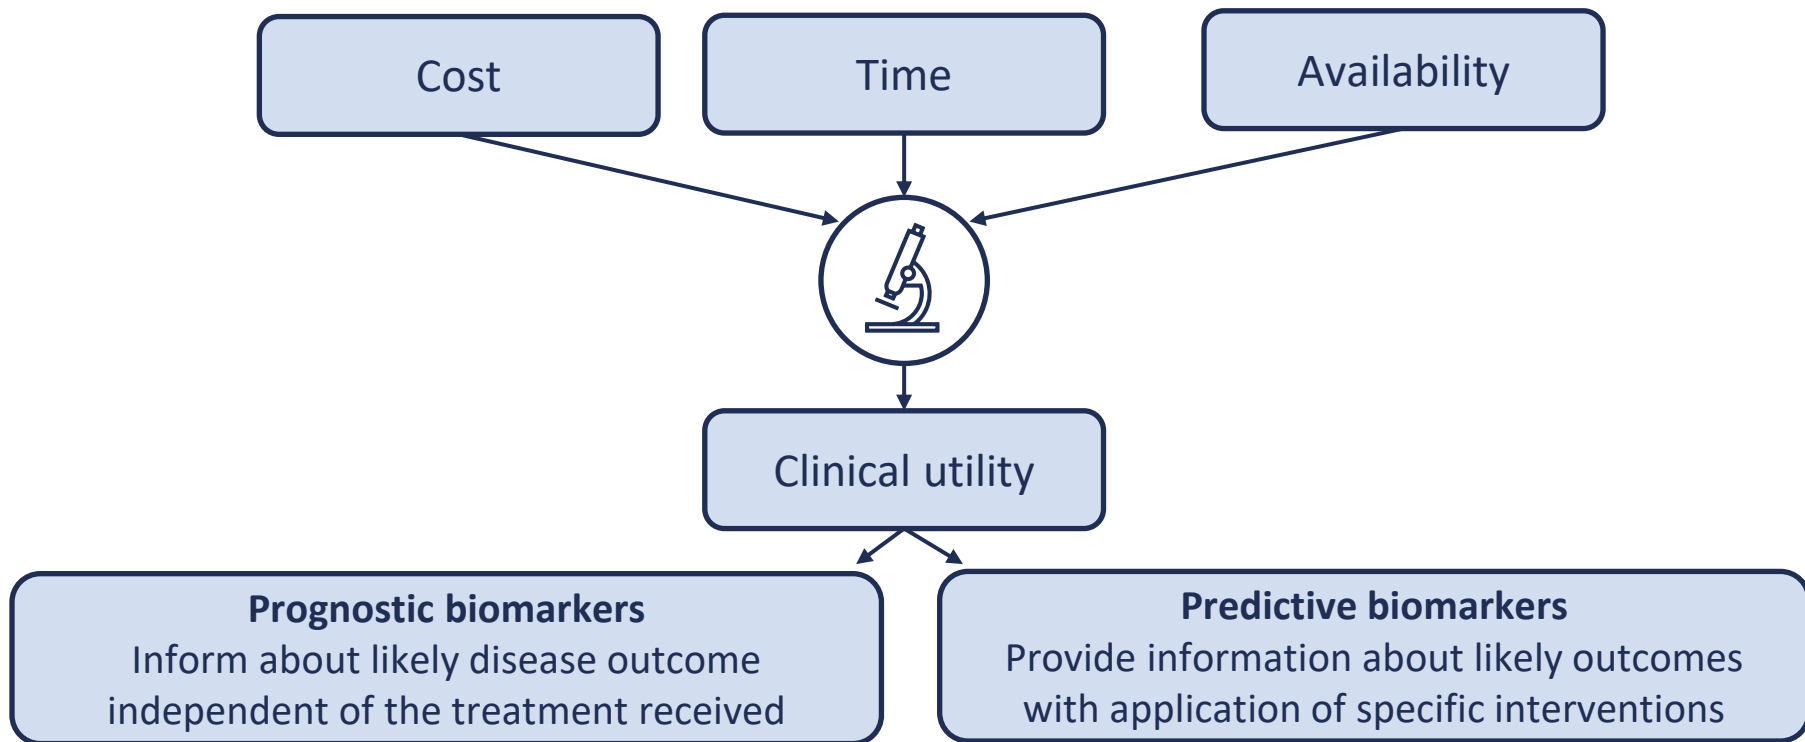 Cost
Time
Availability
Clinical utility
Prognostic biomarkers
Inform about likely disease outcome
independent of the treatment received
Predictive biomarkers
Provide information about likely outcomes
with application of specific interventions